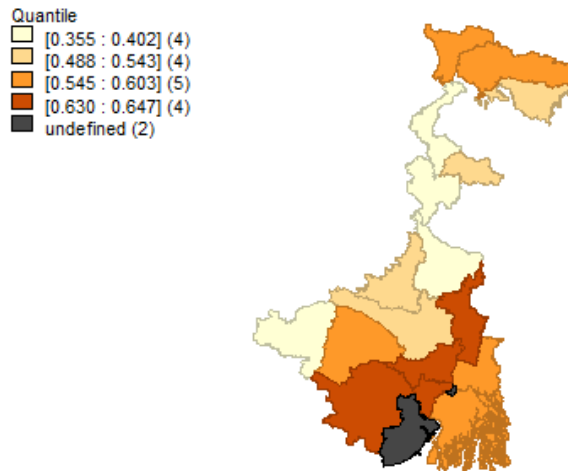 Quantile
[0.355 : 0.402] (4)
[0.488 : 0.543] (4)
[0.545 : 0.603] (5)
[0.630 : 0.647] (4)
undefined (2)